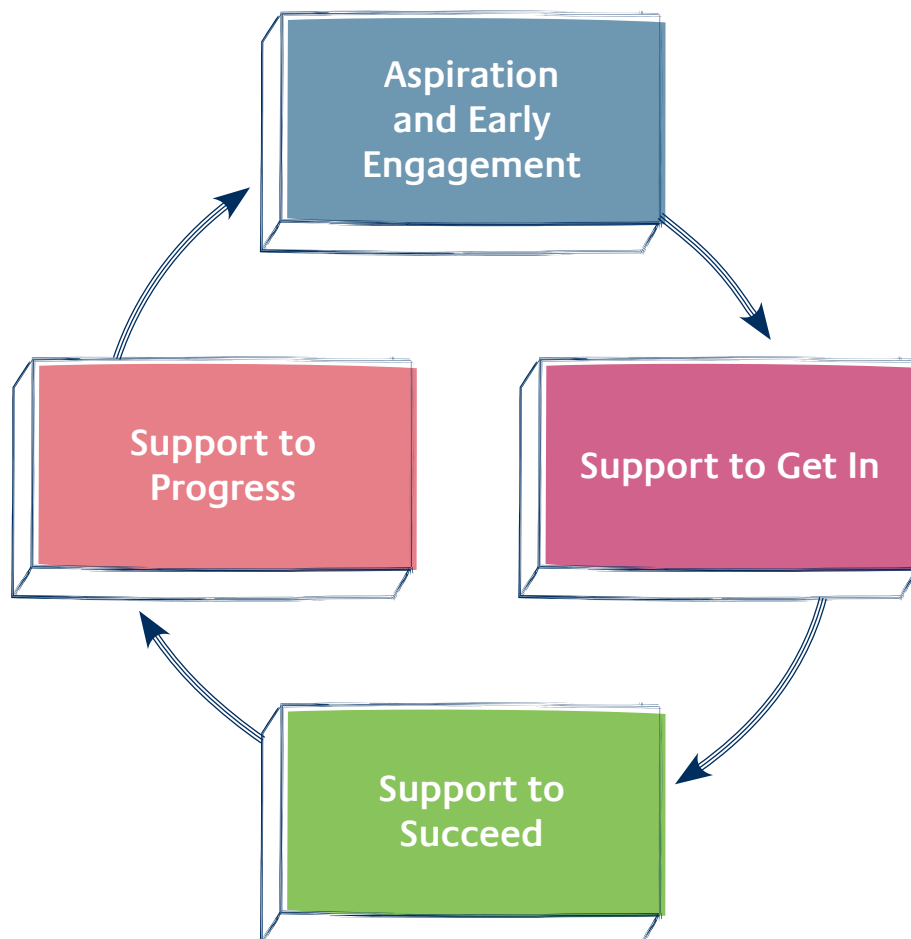 Aspiration
and Early
Engagement
Support to
Progress
Support to Get In
Support to
Succeed